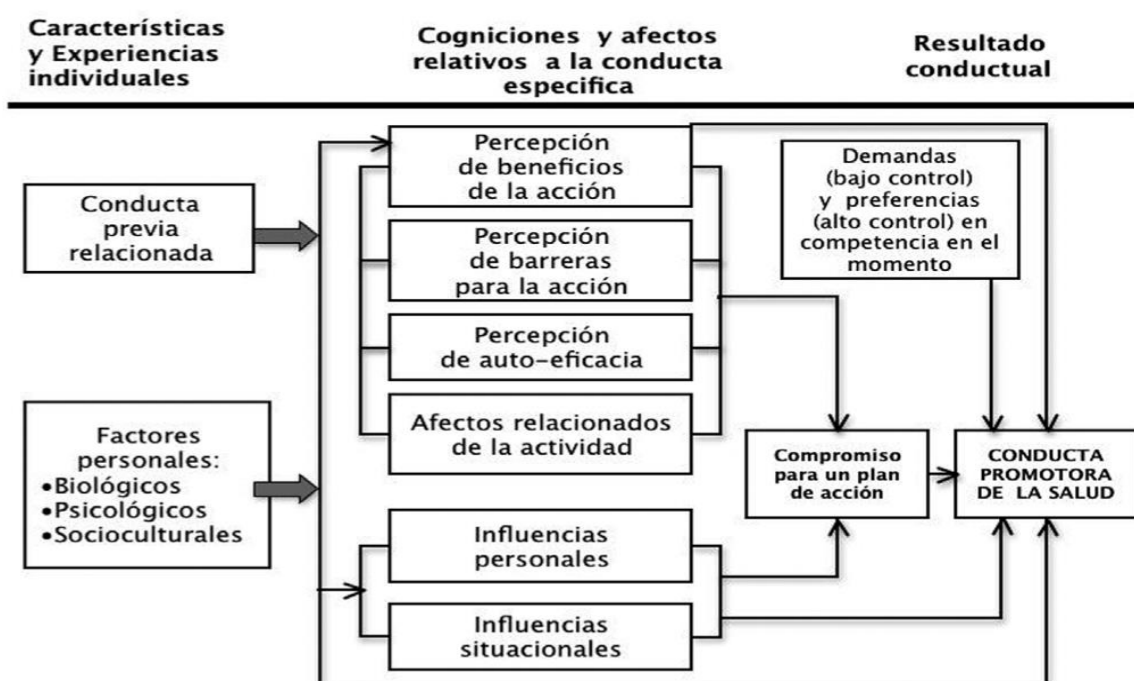 Características
y Experiencias
individuales
Cogniciones y afectos
relativos a la conducta
especifica
Resultado
conductual
Conducta
previa
relacionada
Factores
personales:
•Biológicos
•Psicológicos
•Socioculturales
Percepción
de beneficios
de la acción
Percepción
de barreras
para la acción
Percepción
de auto-eficacia
Afectos relacionados
de la actividad
Influencias
personales
Influencias
situacionales
Demandas
(bajo control)
y preferencias
(alto control) en
competencia en el
momento
Compromiso
para un plan
de acción
CONDUCTA
PROMOTORA
DE LA SALUD